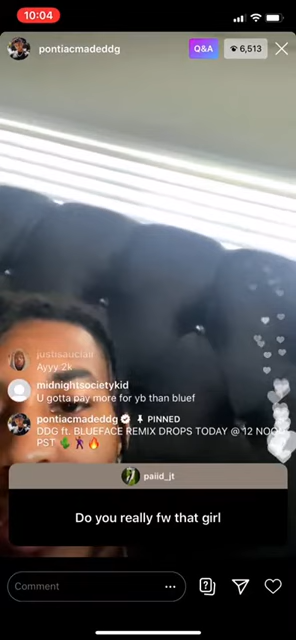 10:04
pontiacmadeddg
Q&A
6,513
justisauclair
Ayyy 2k
midnightsocietykid
U gotta pay more for yb than bluef
pontiacmadeddg PINNED
DDG ft. BLUEFACE REMIX DROPS TODAY @ 12 NOON
PST
paiid_jt
Do you really fw that girl
Comment